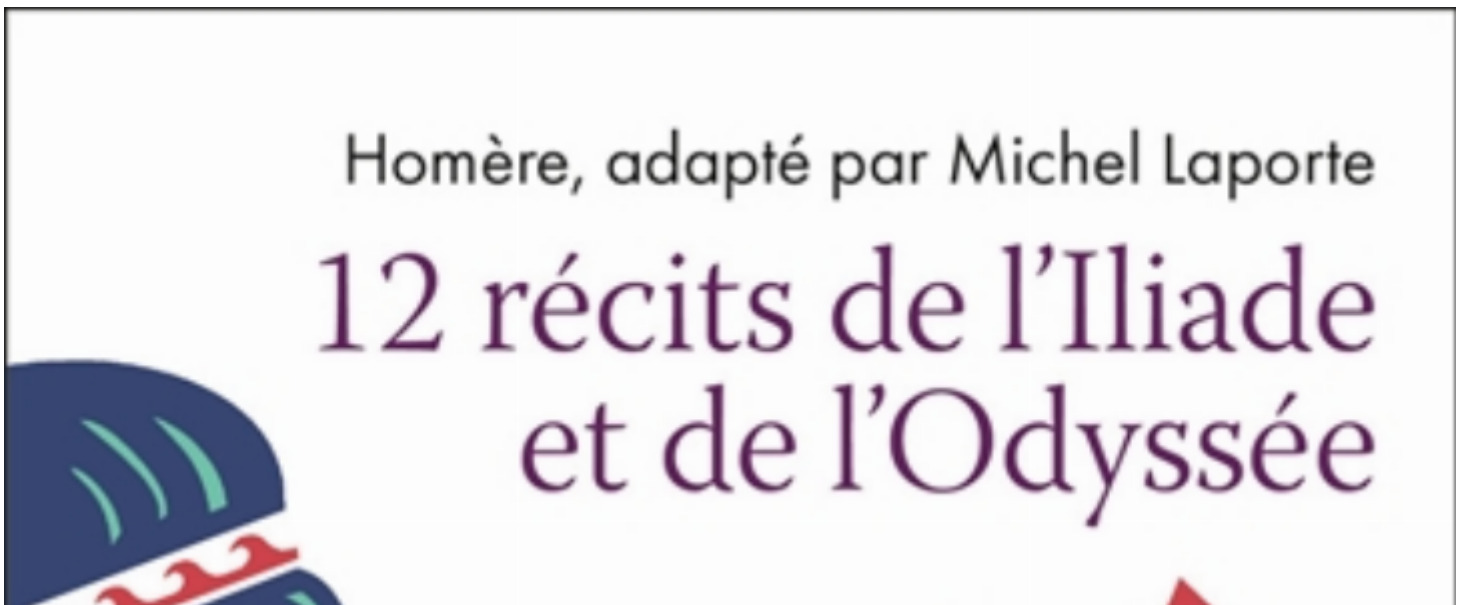 Homère, adapté par Michel Laporte
12 récits de l’Iliade
et de l’Odyssée